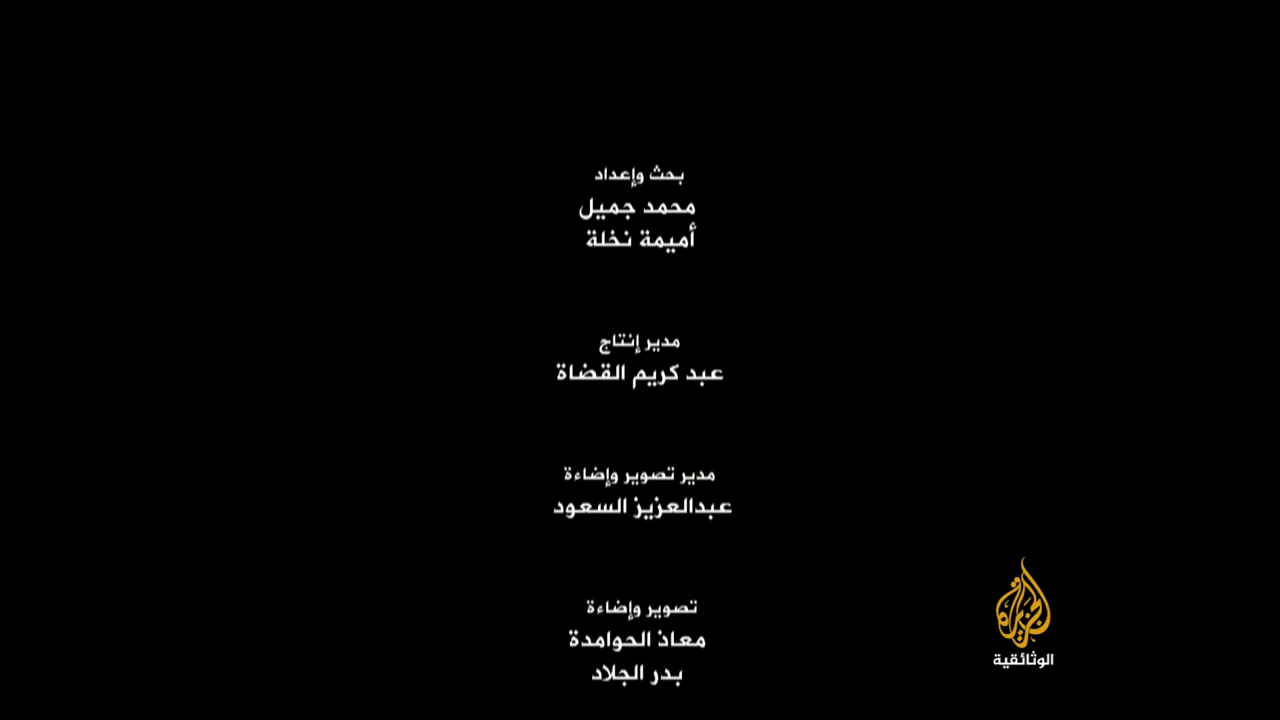 بحث وإعداد
محمد جميل
أميمة نخلة
مدير إنتاج
عبد كريم القضاة
مدير تصوير وإضاءة
عبدالعزيز السعود
تصوير وإضاءة
معاذ الحوامدة
بدر الجلاد
الجزيرة
الوثائقية